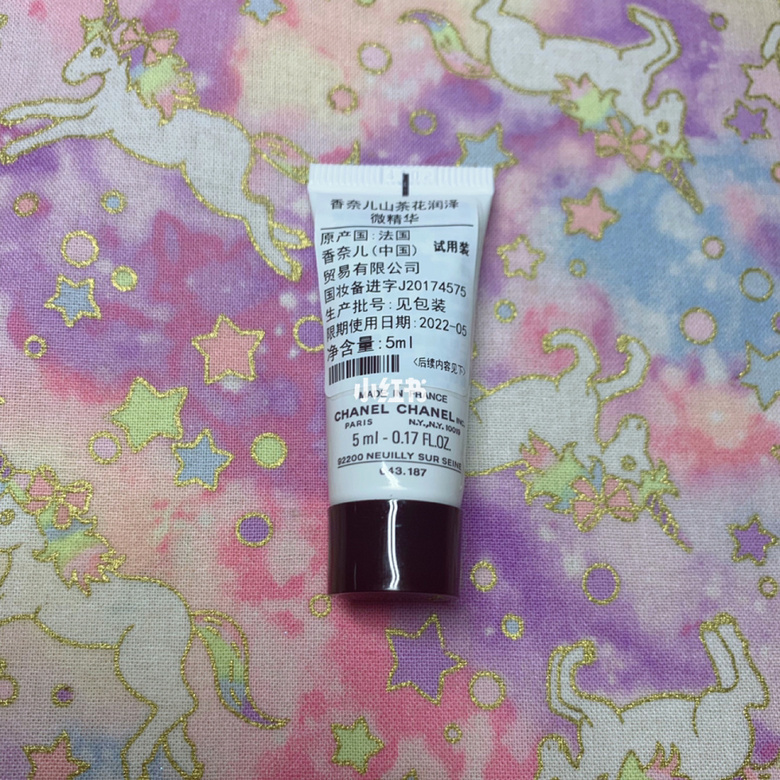 香奈儿山茶花润泽
微精华
原产国:法国
香奈儿(中国) 试用装
贸易有限公司
国妆备进字J20174575
生产批号:见包装
限期使用日期:2022-05
净含量:5ml
〈后续内容见下〉
小红书
MADE IN FRANCE
CHANEL CHANEL INC.
PARIS N.Y.,N.Y. 10019
5 ml - 0.17 FL.OZ.
92200 NEUILLY SUR SEINE
643.187